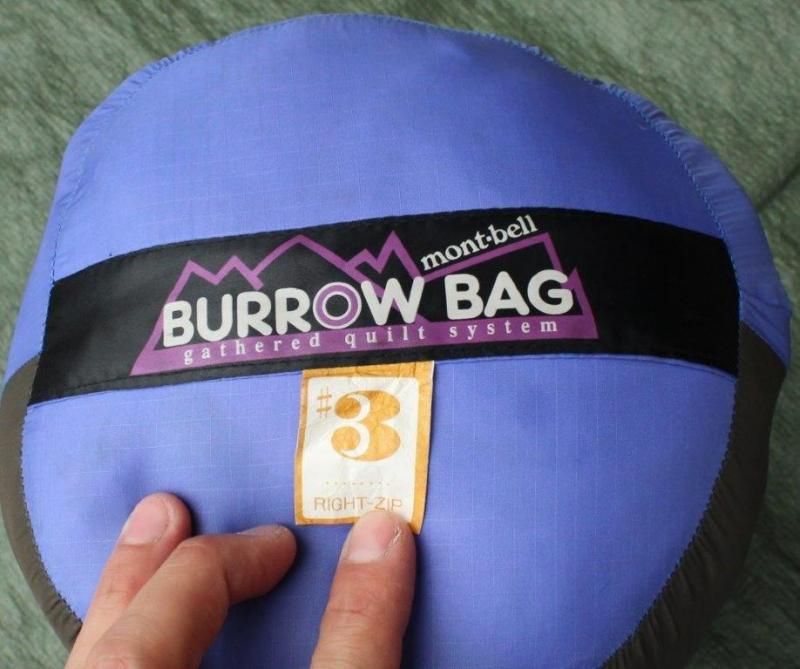 mont·bell
BURROW BAG
gathered quilt system
#3
RIGHT-ZIP